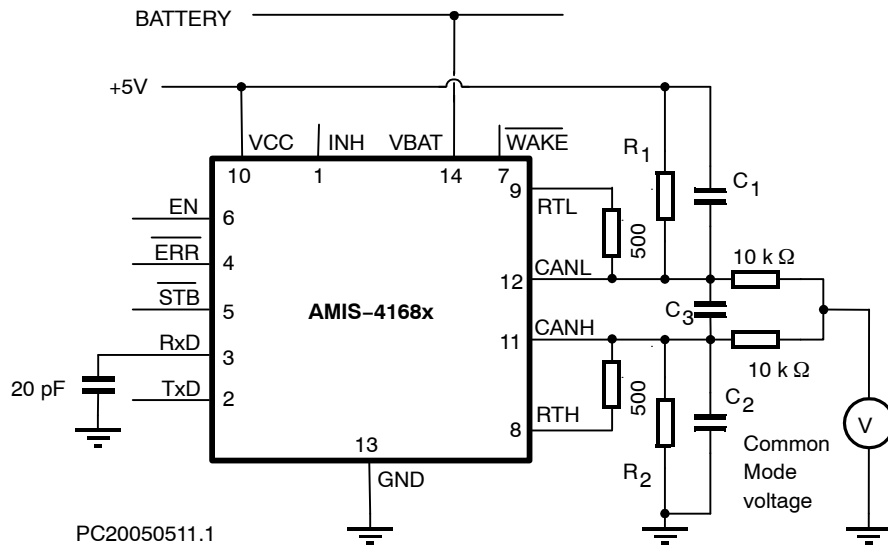 BATTERY
+5V
VCC
INH
VBAT
WAKE
10
1
14
7
9
RTL
R1
C1
500
EN
6
ERR
4
STB
5
RxD
3
TxD
2
20 pF
AMIS–4168x
12
CANL
10 k Ω
C3
11
CANH
10 k Ω
500
8
RTH
R2
C2
V
Common
Mode
voltage
13
GND
PC20050511.1